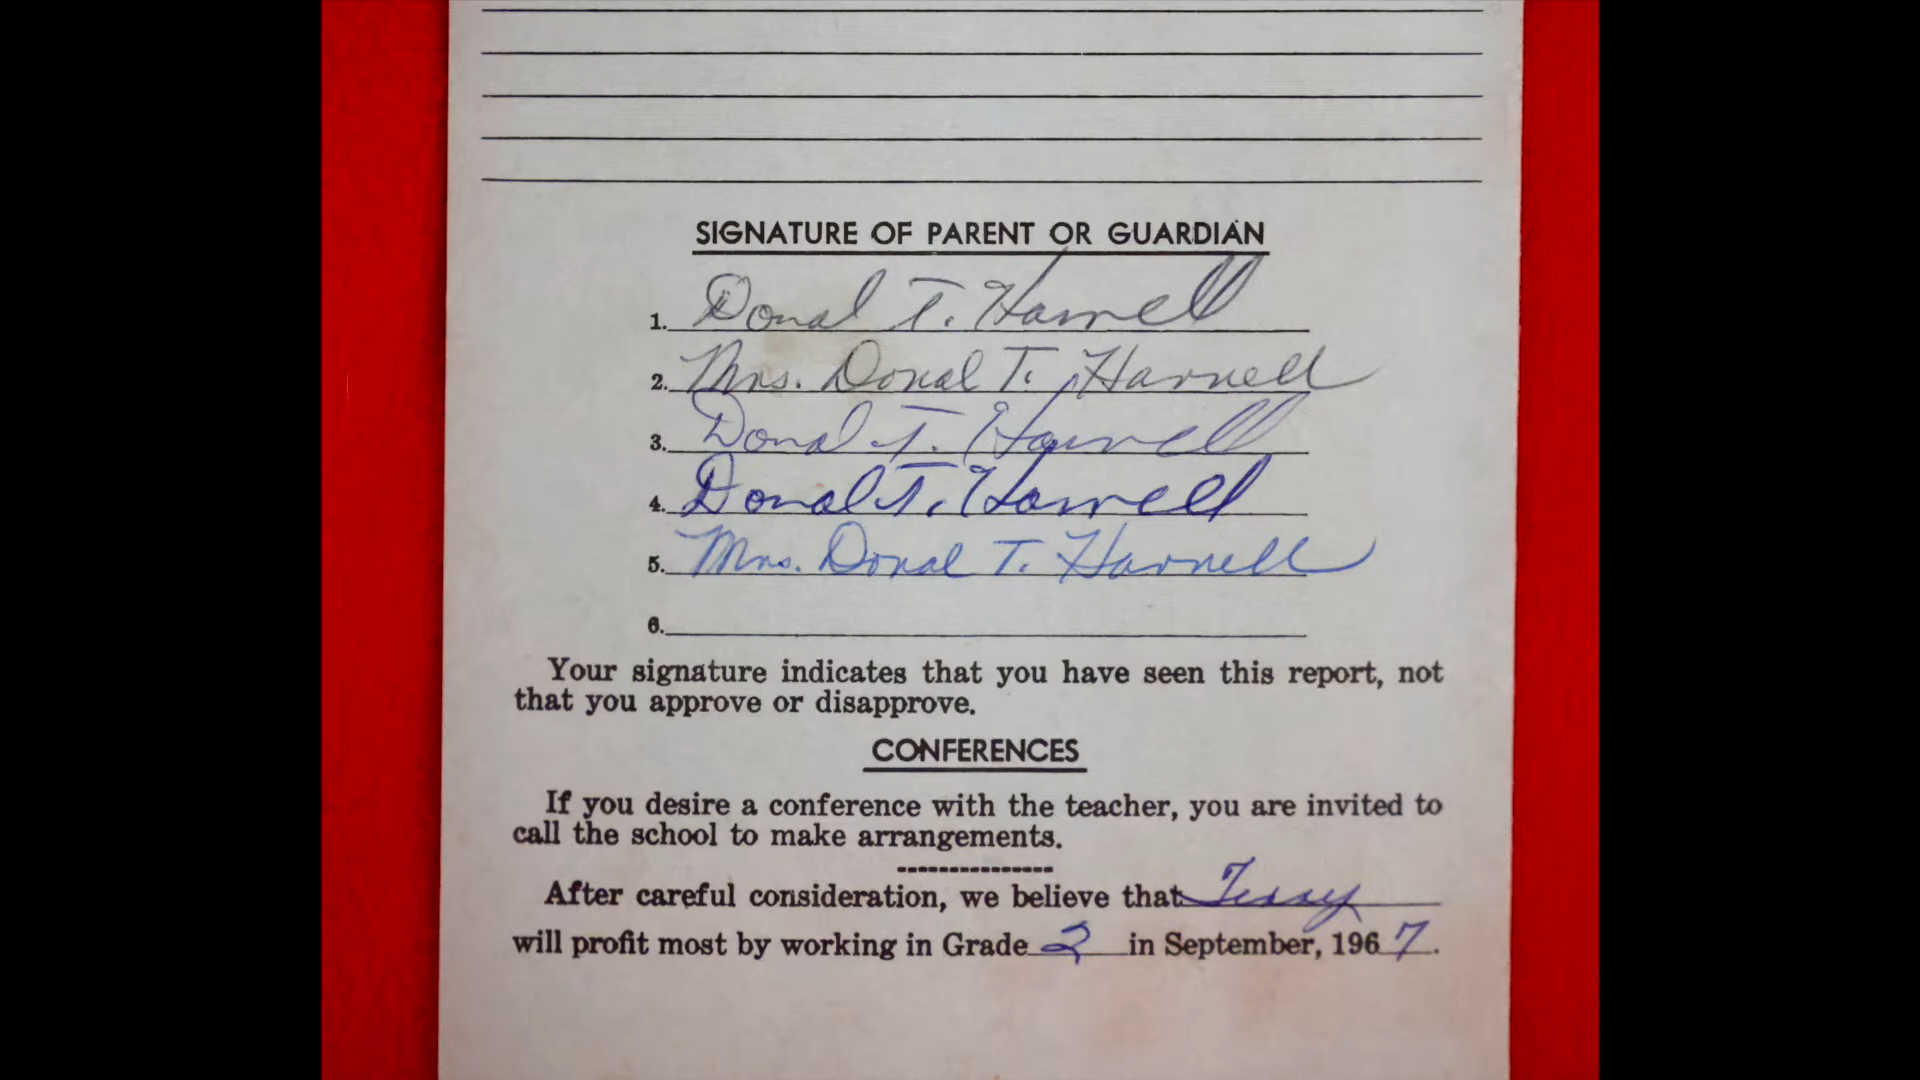 SIGNATURE OF PARENT OR GUARDIAN
1. Donal T. Harrell
2. Mrs. Donal T. Harrell
3. Donal T. Harrell
4. Donal T. Harrell
5. Mrs. Donal T. Harrell
6.
Your signature indicates that you have seen this report, not
that you approve or disapprove.
CONFERENCES
If you desire a conference with the teacher, you are invited to
call the school to make arrangements.
After careful consideration, we believe that Terry
will profit most by working in Grade 2 in September, 1967.